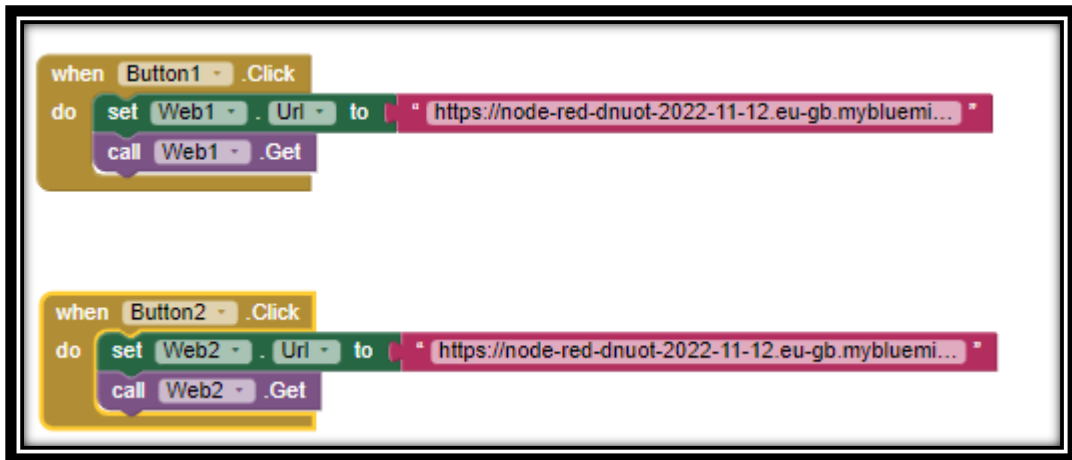 when Button1 .Click
do set Web1 . Url to " https://node-red-dnuot-2022-11-12.eu-gb.mybluemi... "
call Web1 .Get
when Button2 .Click
do set Web2 . Url to " https://node-red-dnuot-2022-11-12.eu-gb.mybluemi... "
call Web2 .Get